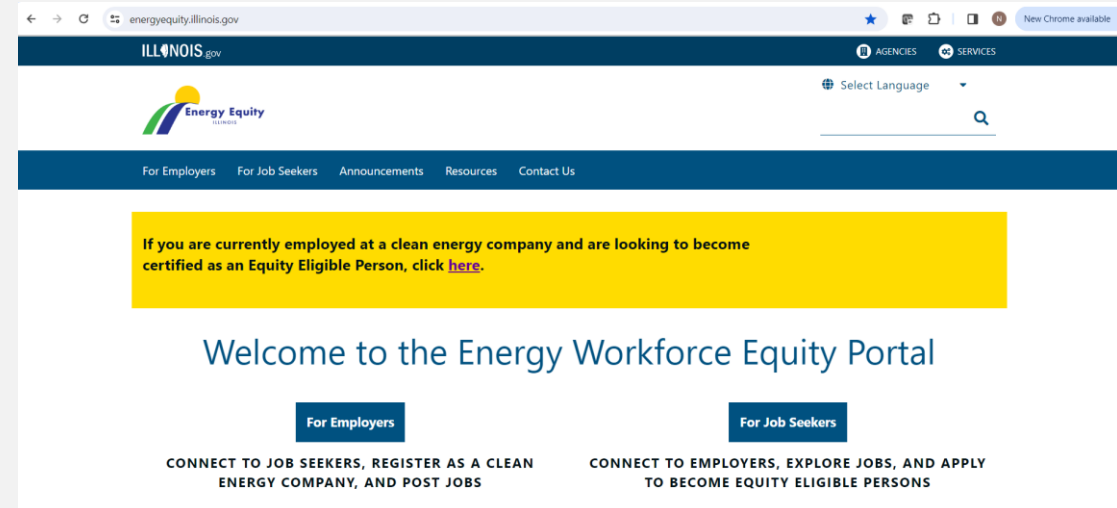 energyequity.illinois.gov
N
New Chrome available
ILLINOIS.gov
AGENCIES
SERVICES
Select Language
Energy Equity
ILLINOIS
For Employers
For Job Seekers
Announcements
Resources
Contact Us
If you are currently employed at a clean energy company and are looking to become
certified as an Equity Eligible Person, click here.
Welcome to the Energy Workforce Equity Portal
For Employers
CONNECT TO JOB SEEKERS, REGISTER AS A CLEAN
ENERGY COMPANY, AND POST JOBS
For Job Seekers
CONNECT TO EMPLOYERS, EXPLORE JOBS, AND APPLY
TO BECOME EQUITY ELIGIBLE PERSONS